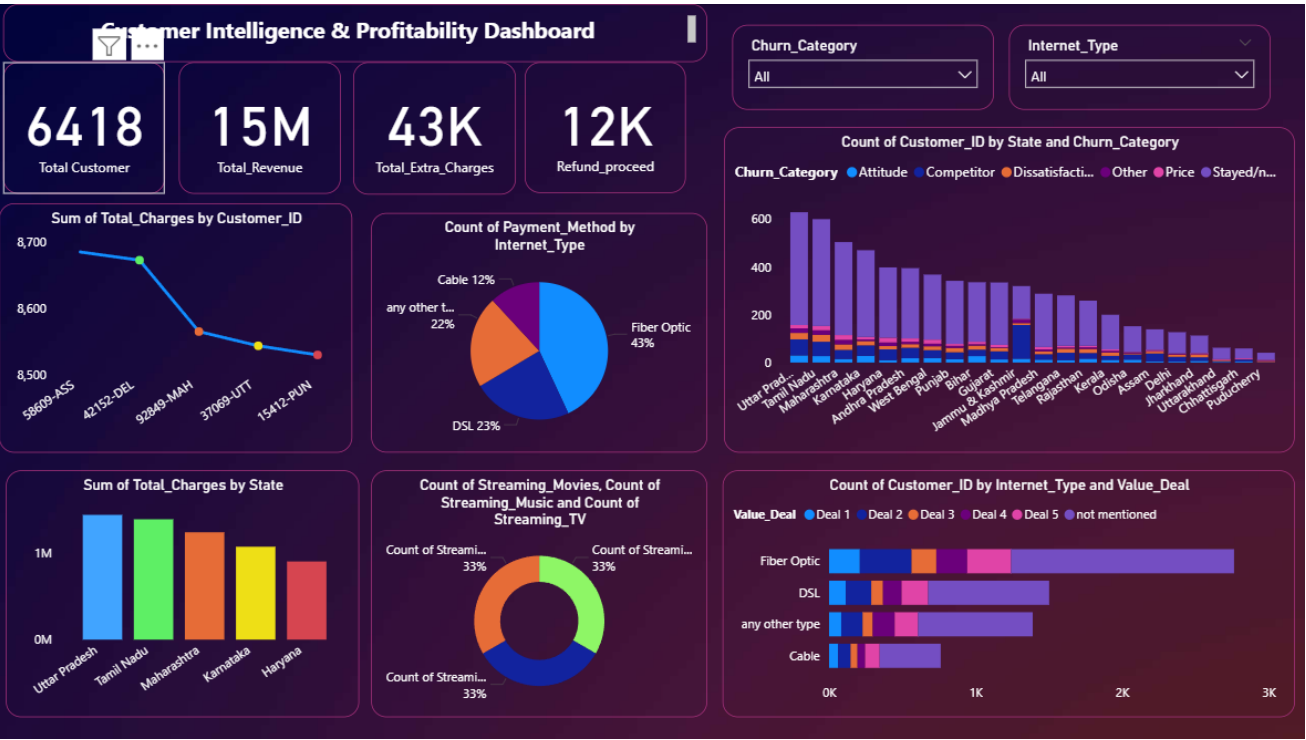 Customer Intelligence & Profitability Dashboard
6418
Total Customer
15M
Total_Revenue
43K
Total_Extra_Charges
12K
Refund_proceed
Churn_Category
All
Internet_Type
All
Sum of Total_Charges by Customer_ID
8,700
8,600
8,500
58609-ASS
42152-DEL
92849-MAH
37069-UTT
15412-PUN
Count of Payment_Method by
Internet_Type
Cable 12%
any other t...
22%
Fiber Optic
43%
DSL 23%
Count of Customer_ID by State and Churn_Category
Churn_Category Attitude Competitor Dissatisfacti... Other Price Stayed/n...
600
400
200
0
Uttar Prad...
Tamil Nadu
Maharashtra
Karnataka
Haryana
Andhra Pradesh
West Bengal
Punjab
Bihar
Gujarat
Jammu & Kashmir
Madhya Pradesh
Telangana
Rajasthan
Kerala
Odisha
Assam
Delhi
Jharkhand
Uttarakhand
Chhattisgarh
Puducherry
Sum of Total_Charges by State
1M
0M
Uttar Pradesh
Tamil Nadu
Maharashtra
Karnataka
Haryana
Count of Streaming_Movies, Count of
Streaming_Music and Count of
Streaming_TV
Count of Streami...
33%
Count of Streami...
33%
Count of Streami...
33%
Count of Customer_ID by Internet_Type and Value_Deal
Value_Deal Deal 1 Deal 2 Deal 3 Deal 4 Deal 5 not mentioned
Fiber Optic
DSL
any other type
Cable
0K
1K
2K
3K